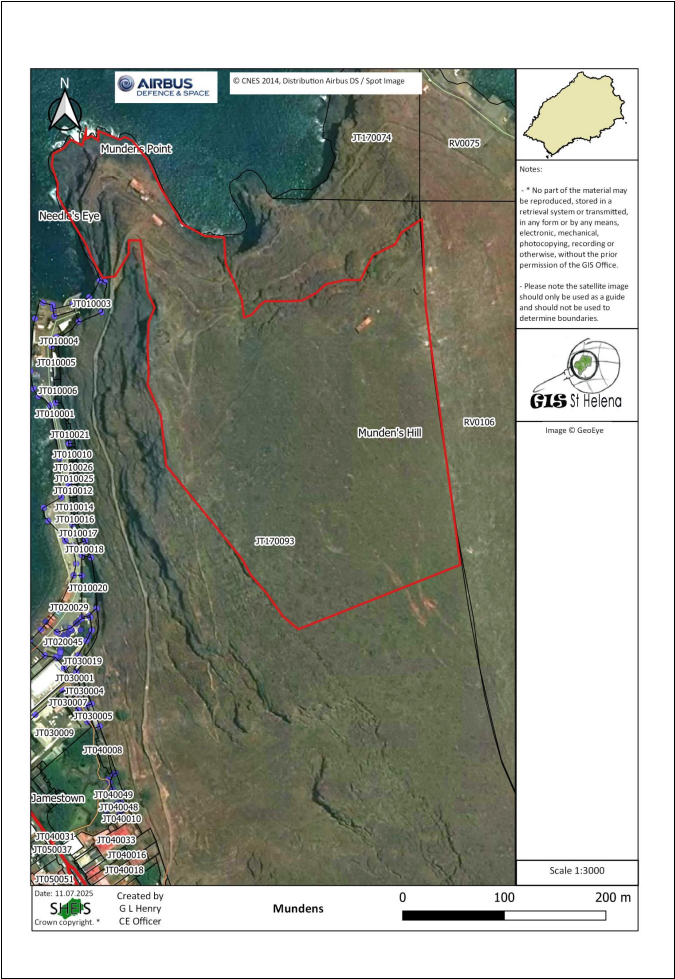 N
AIRBUS
DEFENCE & SPACE
© CNES 2014, Distribution Airbus DS / Spot Image
Mundens Point
JT170074
RV0075
Needle's Eye
JT010003
JT010004
JT010005
JT010006
JT010001
JT010021
JT010010
JT010026
JT010025
JT010012
JT010014
JT010016
JT010017
JT010018
JT010020
JT020029
JT020045
JT030019
JT030001
JT030004
JT030007
JT030005
JT030009
JT040008
Munden's Hill
RV0106
JT170093
Jamestown
JT040049
JT040048
JT040010
JT040031
JT040033
JT050037
JT040016
JT040018
JT050051
Notes:
- * No part of the material may
be reproduced, stored in a
retrieval system or transmitted,
in any form or by any means,
electronic, mechanical,
photocopying, recording or
otherwise, without the prior
permission of the GIS Office.
- Please note the satellite image
should only be used as a guide
and should not be used to
determine boundaries.
GIS St Helena
Image © GeoEye
Scale 1:3000
Date: 11.07.2025
SHEIS
Crown copyright. *
Created by
G L Henry
CE Officer
Mundens
0 100 200 m